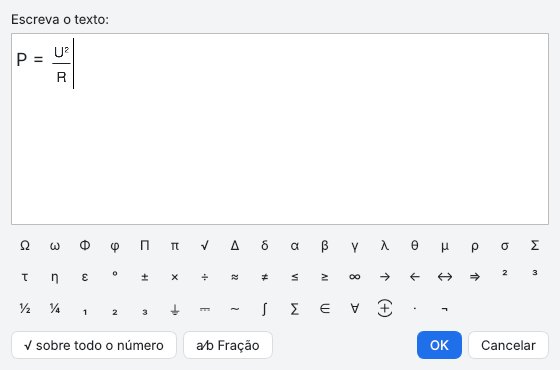 Escreva o texto:
P = U²/R
Ω ω Φ φ Π π √ Δ δ α β γ λ θ μ ρ σ Σ
τ η ε ° ± × ÷ ≈ ≠ ≤ ≥ ∞ → ← ↔ ⇒ ² ³
½ ¼ ₁ ₂ ₃ ⏚ ⎓ ~ ∫ ∑ ∈ ∀ ⊕ · ¬
√ sobre todo o número a⁄b Fração OK Cancelar